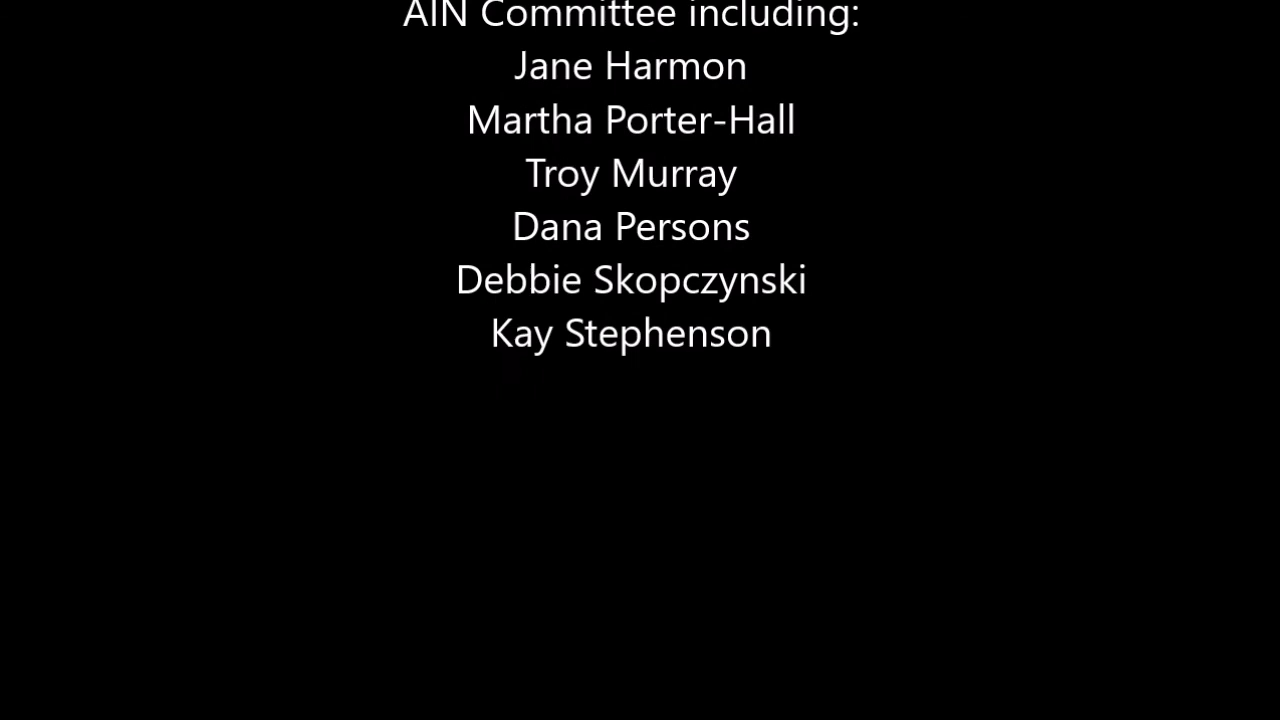 AIN Committee including:
Jane Harmon
Martha Porter-Hall
Troy Murray
Dana Persons
Debbie Skopczynski
Kay Stephenson